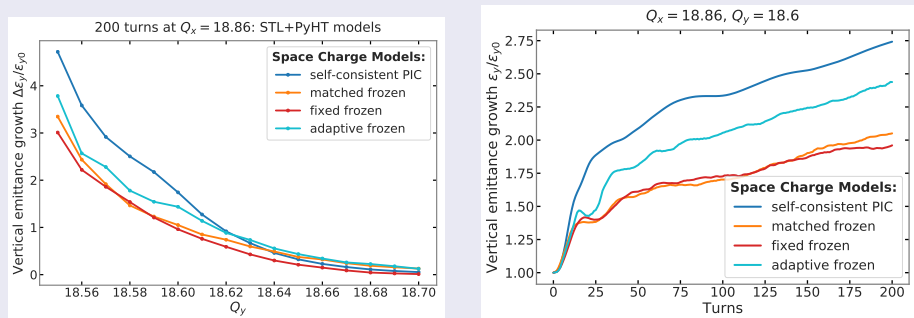 200 turns at Qx = 18.86: STL+PyHT models
Vertical emittance growth Δεy/εy0
4
3
2
1
0
Space Charge Models:
self-consistent PIC
matched frozen
fixed frozen
adaptive frozen
18.56 18.58 18.60 18.62 18.64 18.66 18.68 18.70
Qy
Qx = 18.86, Qy = 18.6
Vertical emittance growth εy/εy0
2.75
2.50
2.25
2.00
1.75
1.50
1.25
1.00
Space Charge Models:
self-consistent PIC
matched frozen
fixed frozen
adaptive frozen
0 25 50 75 100 125 150 175 200
Turns